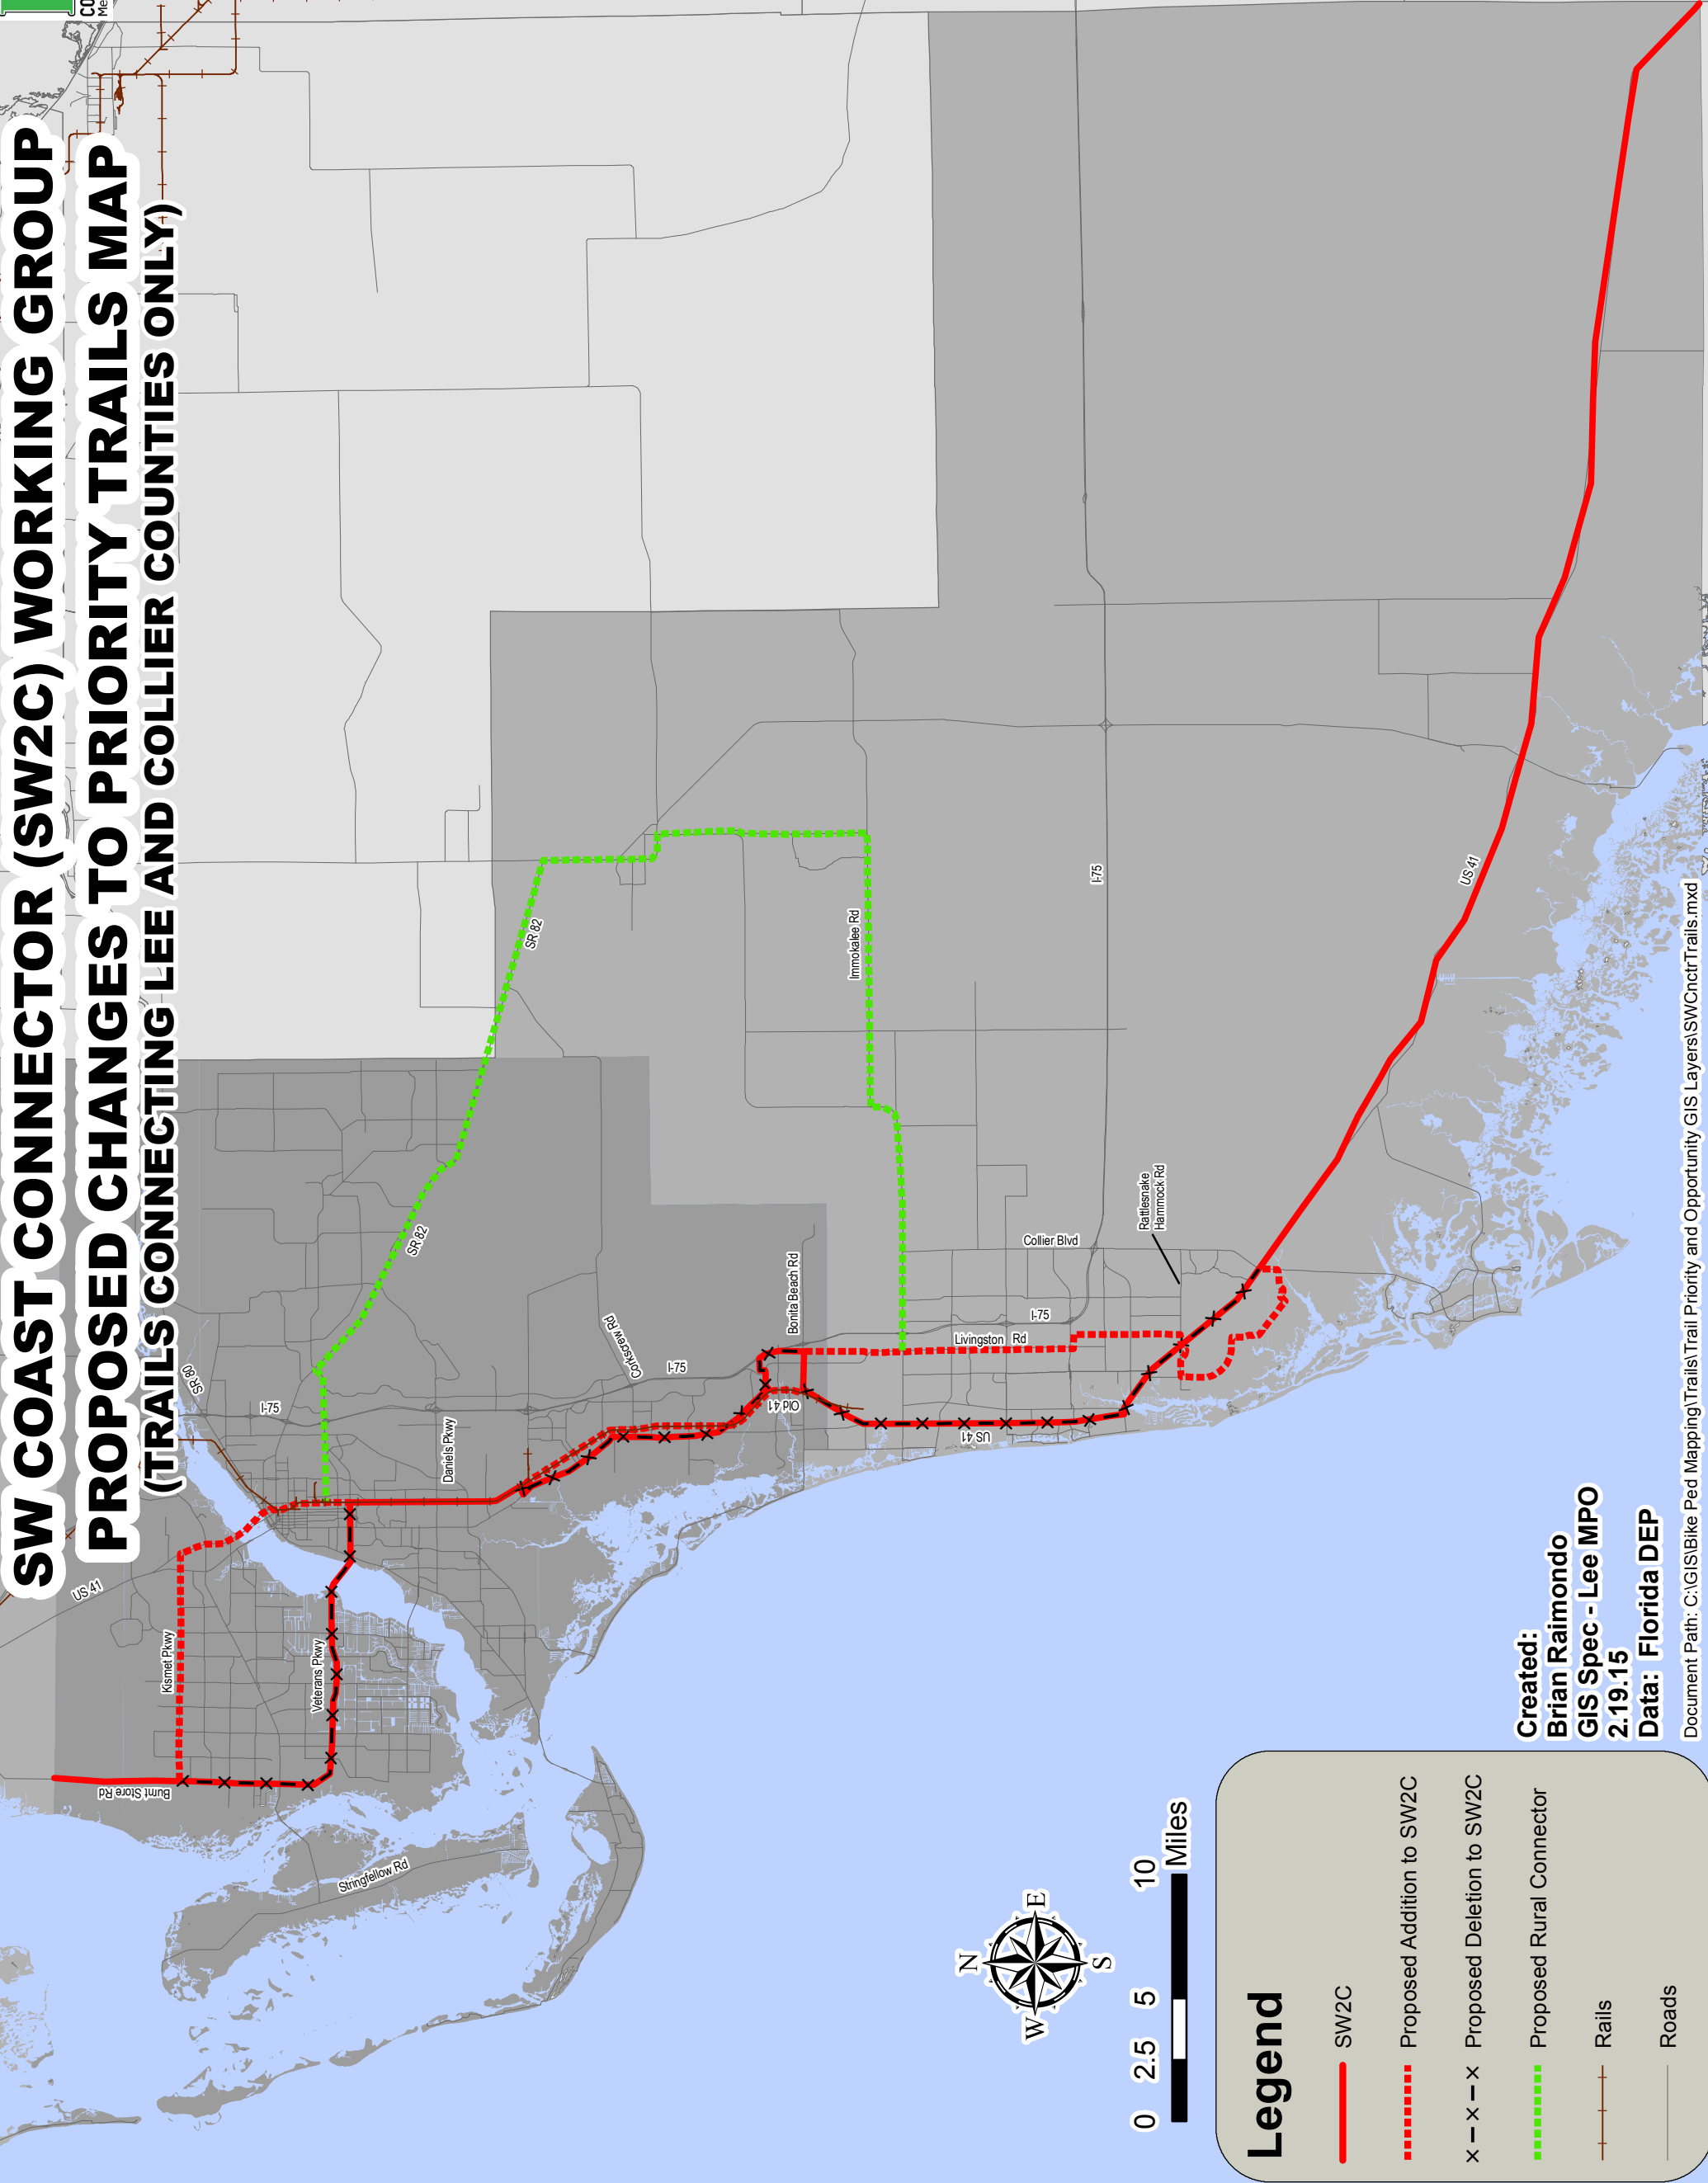 SW COAST CONNECTOR (SW2C) WORKING GROUP
PROPOSED CHANGES TO PRIORITY TRAILS MAP
(TRAILS CONNECTING LEE AND COLLIER COUNTIES ONLY)
CO
Me
US 41
SR 80
Kismet Pkwy
Burnt Store Rd
Veterans Pkwy
I-75
SR 82
SR 82
Daniels Pkwy
Stringfellow Rd
Corkscrew Rd
I-75
Old 41
Bonita Beach Rd
Immokalee Rd
US 41
Livingston Rd
I-75
Collier Blvd
I-75
Rattlesnake
Hammock Rd
US 41
N
W
E
S
0 2.5 5 10
Miles
Legend
SW2C
Proposed Addition to SW2C
Proposed Deletion to SW2C
Proposed Rural Connector
Rails
Roads
Created:
Brian Raimondo
GIS Spec - Lee MPO
2.19.15
Data: Florida DEP
Document Path: C:\GIS\Bike Ped Mapping\Trails\Trail Priority and Opportunity GIS Layers\SWCnctrTrails.mxd